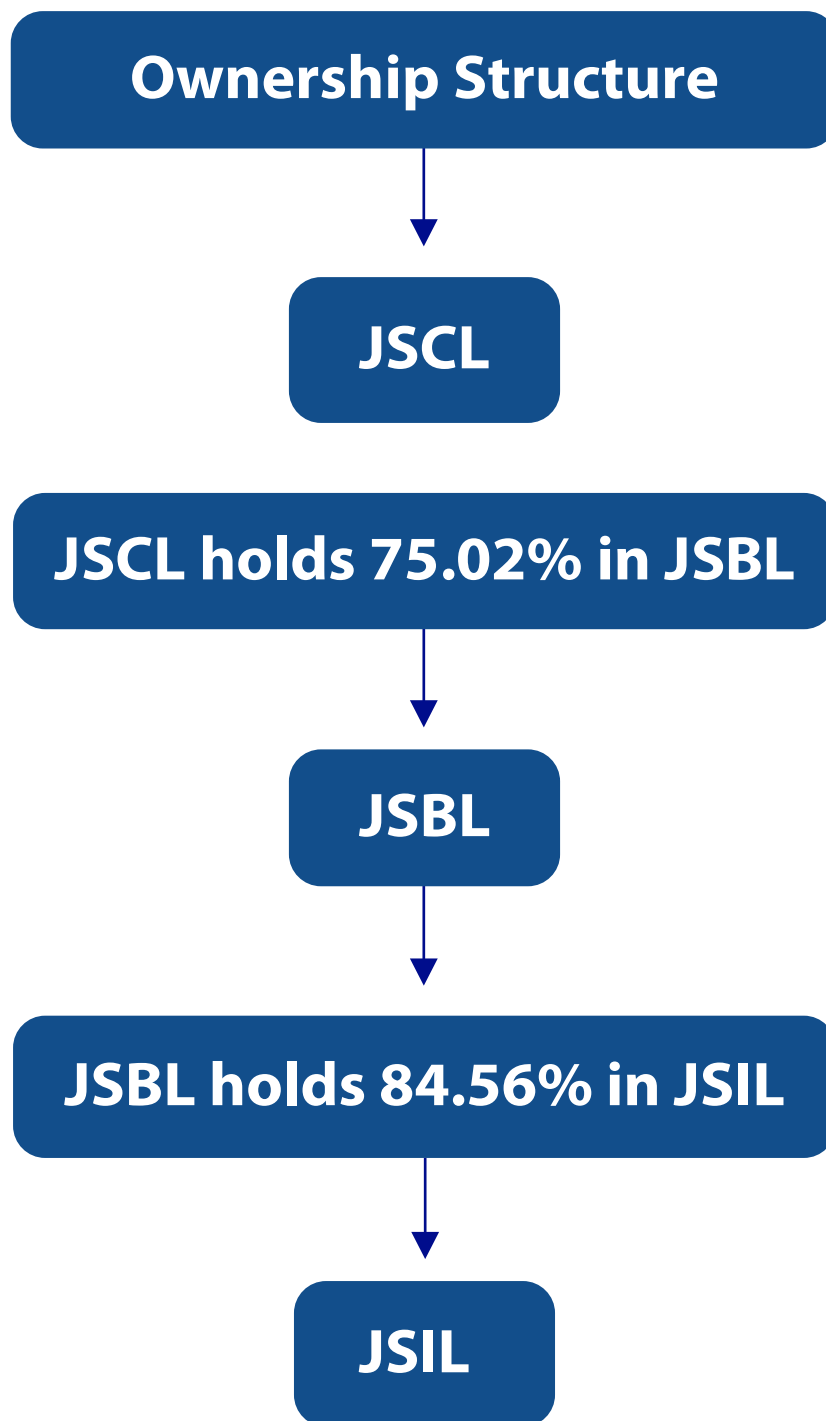 Ownership Structure
JSCL
JSCL holds 75.02% in JSBL
JSBL
JSBL holds 84.56% in JSIL
JSIL